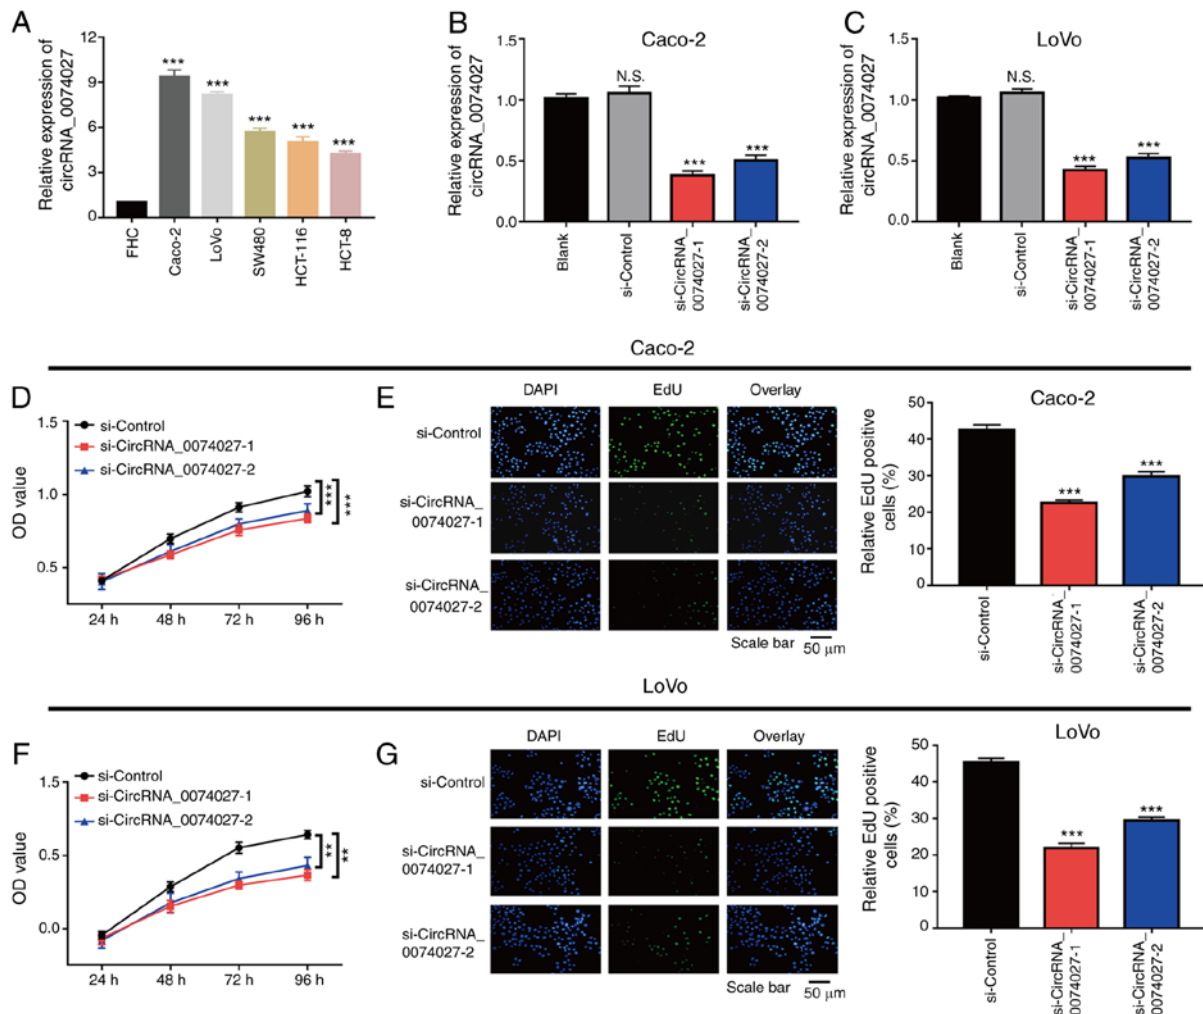 A
Relative expression of
circRNA_0074027
12
9
6
3
0
***
***
***
***
***
FHC
Caco-2
LoVo
SW480
HCT-116
HCT-8
B
Caco-2
Relative expression of
circRNA_0074027
1.5
1.0
0.5
0.0
N.S.
***
***
Blank
si-Control
si-CircRNA_
0074027-1
si-CircRNA_
0074027-2
C
LoVo
Relative expression of
circRNA_0074027
1.5
1.0
0.5
0.0
N.S.
***
***
Blank
si-Control
si-CircRNA_
0074027-1
si-CircRNA_
0074027-2
Caco-2
D
OD value
1.5
1.0
0.5
si-Control
si-CircRNA_0074027-1
si-CircRNA_0074027-2
***
***
24 h
48 h
72 h
96 h
E
DAPI
EdU
Overlay
si-Control
si-CircRNA_
0074027-1
si-CircRNA_
0074027-2
Scale bar
50 μm
Caco-2
Relative EdU positive
cells (%)
50
40
30
20
10
0
***
***
si-Control
si-CircRNA_
0074027-1
si-CircRNA_
0074027-2
LoVo
F
OD value
1.0
0.5
0.0
si-Control
si-CircRNA_0074027-1
si-CircRNA_0074027-2
**
**
24 h
48 h
72 h
96 h
G
DAPI
EdU
Overlay
si-Control
si-CircRNA_
0074027-1
si-CircRNA_
0074027-2
Scale bar
50 μm
LoVo
Relative EdU positive
cells (%)
50
40
30
20
10
0
***
***
si-Control
si-CircRNA_
0074027-1
si-CircRNA_
0074027-2